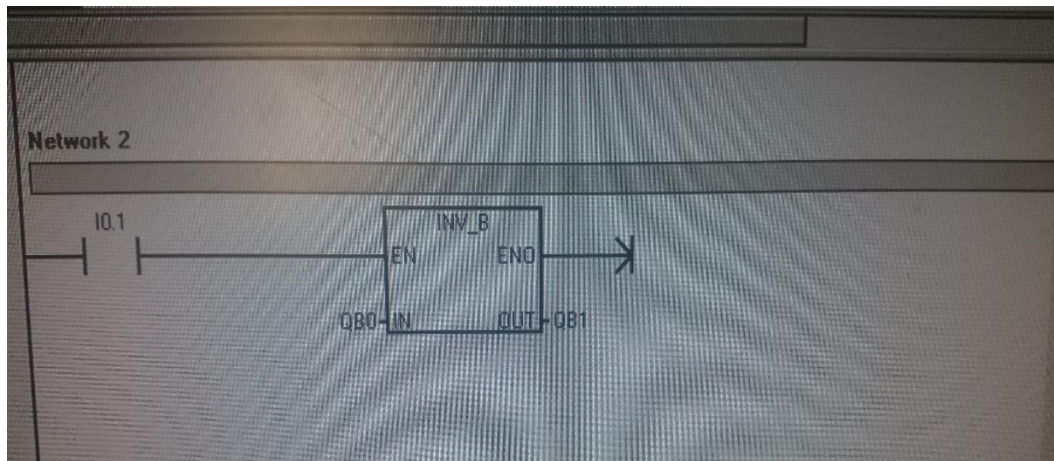 Network 2
I0.1
INV_B
EN ENO
QB0 IN OUT QB1